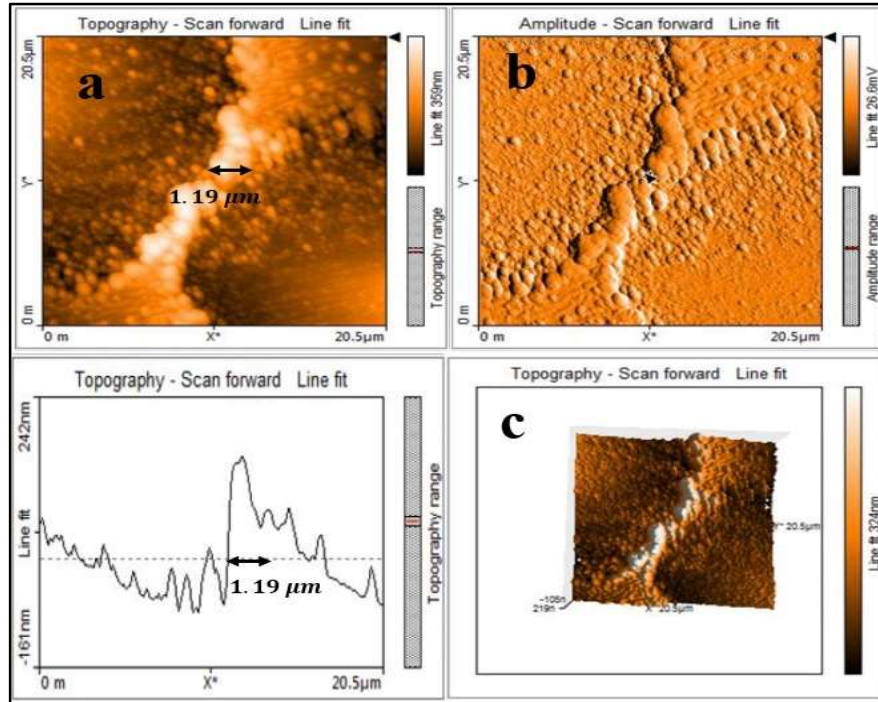 Topography - Scan forward Line fit
a
20.5µm
Y*
0 m
0 m
X*
20.5µm
1.19 µm
Line fit 359nm
Topography range
Amplitude - Scan forward Line fit
b
20.5µm
Y*
0 m
0 m
X*
20.5µm
Line fit 26.6mV
Amplitude range
Topography - Scan forward Line fit
242nm
Line fit
-161nm
0 m
X*
20.5µm
1.19 µm
Topography range
Topography - Scan forward Line fit
c
Y* 20.5µm
X* 20.5µm
-105n
219n
Line fit 324nm